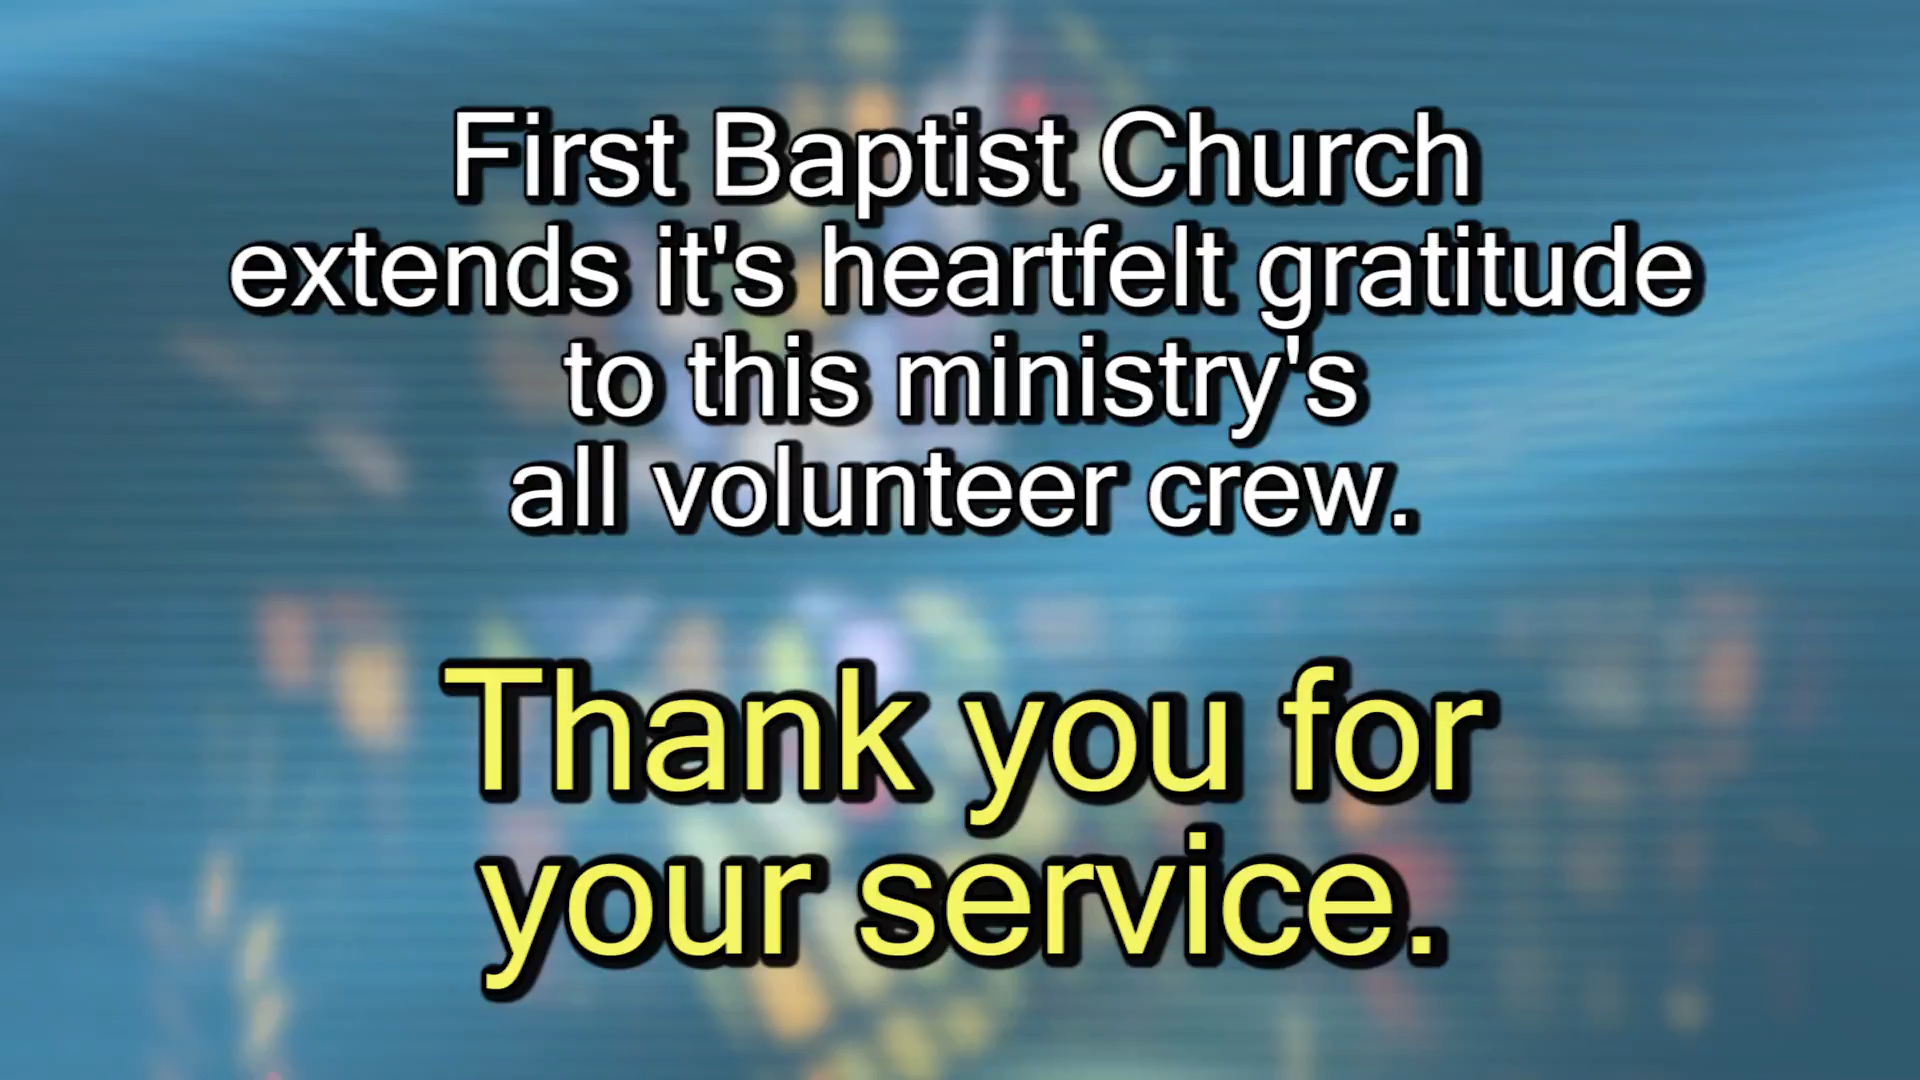 First Baptist Church
extends it's heartfelt gratitude
to this ministry's
all volunteer crew.
Thank you for
your service.